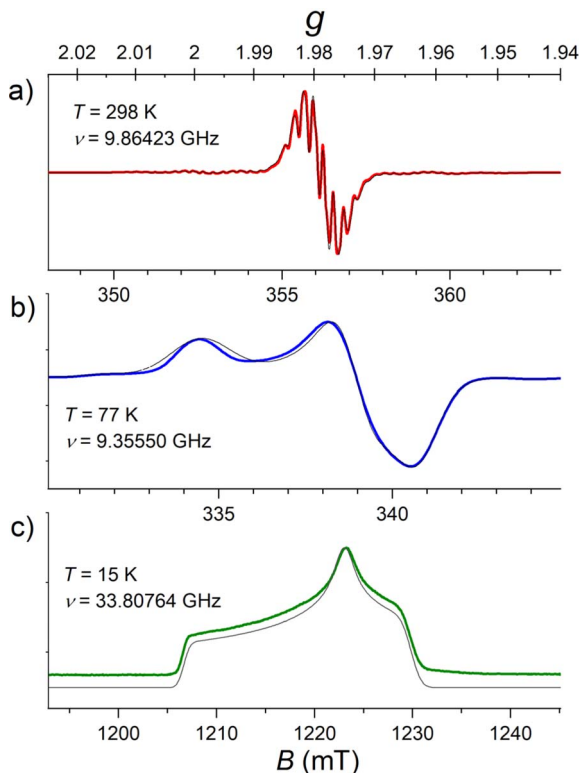 g
2.02 2.01 2 1.99 1.98 1.97 1.96 1.95 1.94
a)
T = 298 K
ν = 9.86423 GHz
350 355 360
b)
T = 77 K
ν = 9.35550 GHz
335 340
c)
T = 15 K
ν = 33.80764 GHz
1200 1210 1220 1230 1240
B (mT)